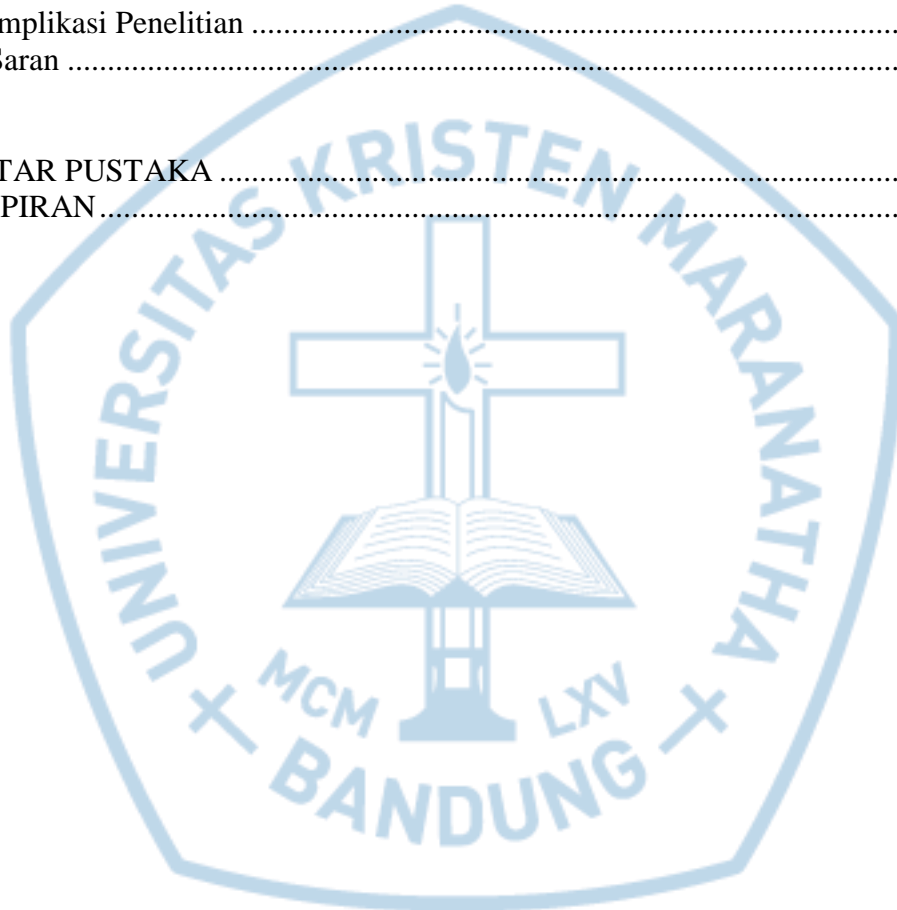 mplikasi Penelitian ................................................................................
Saran .......................................................................................................
TAR PUSTAKA ....................................................................................
PIRAN ...................................................................................................
UNIVERSITAS KRISTEN MARANATHA
MCM LXV
BANDUNG